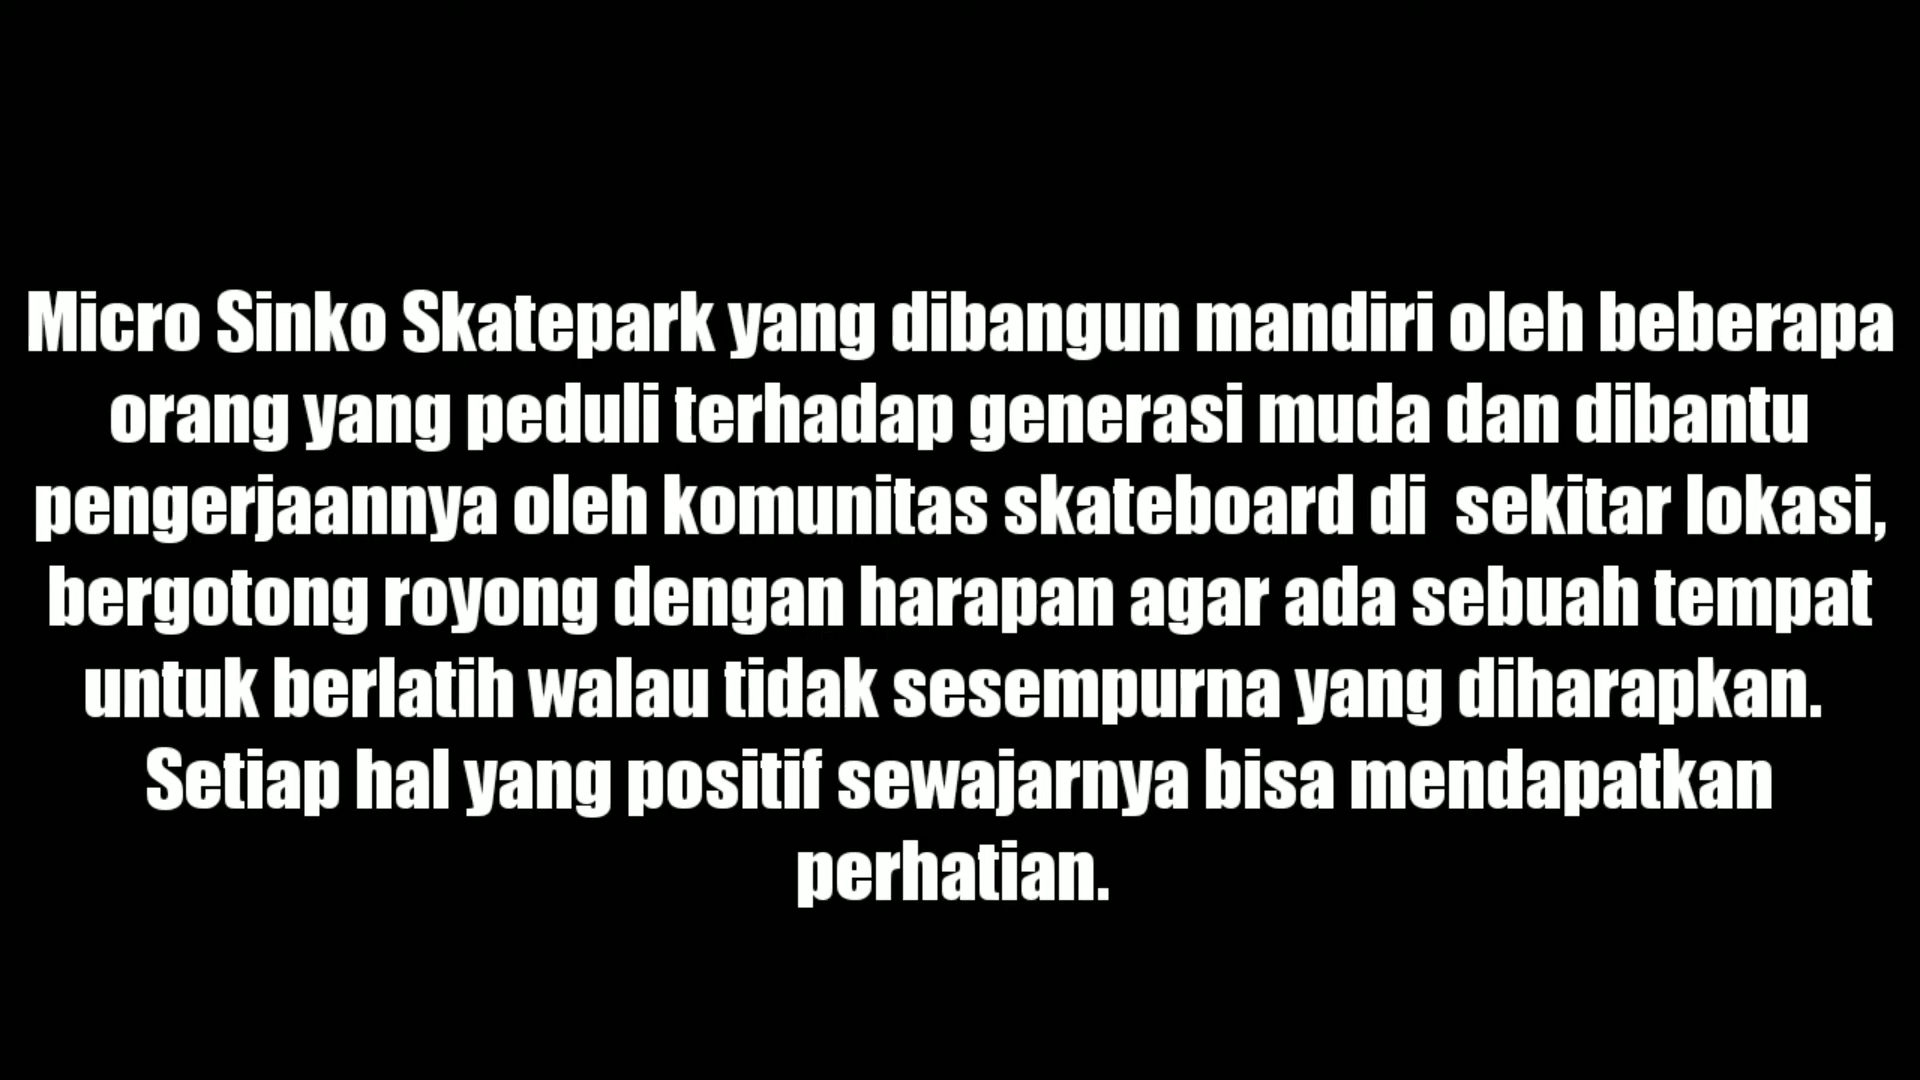 Micro Sinko Skatepark yang dibangun mandiri oleh beberapa
orang yang peduli terhadap generasi muda dan dibantu
pengerjaannya oleh komunitas skateboard di  sekitar lokasi,
bergotong royong dengan harapan agar ada sebuah tempat
untuk berlatih walau tidak sesempurna yang diharapkan.
Setiap hal yang positif sewajarnya bisa mendapatkan
perhatian.